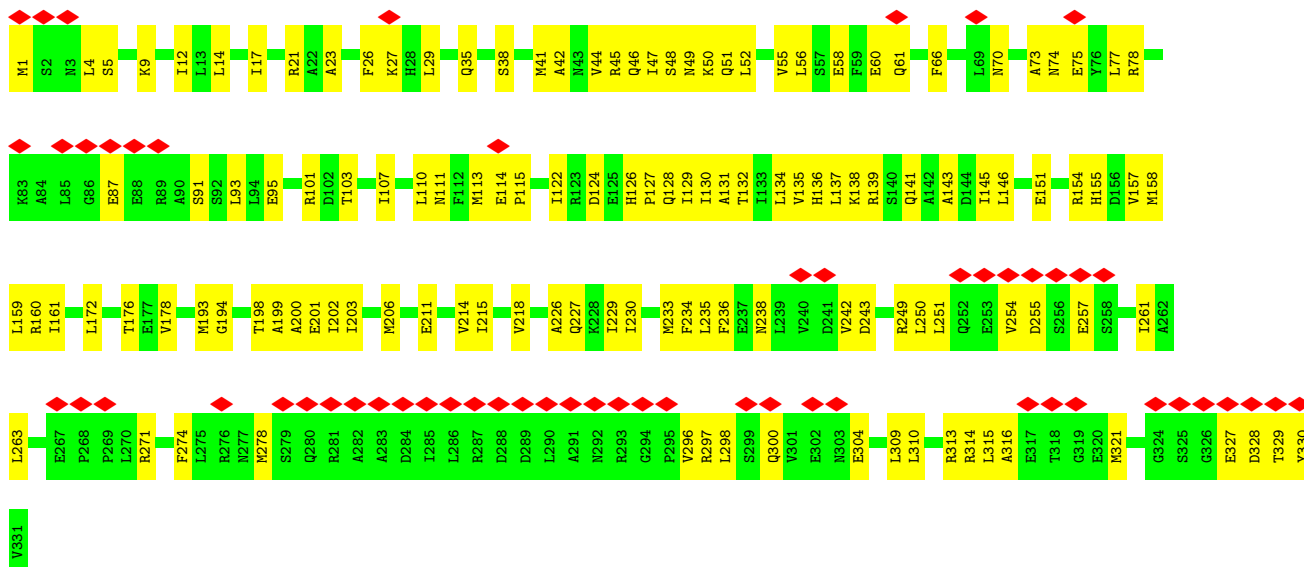 M1 S2 N3 L4 S5 K9 I12 L13 L14 I17 R21 A22 A23 F26 K27 H28 L29 Q35 S38 M41 A42 N43 V44 R45 Q46 I47 S48 N49 K50 Q51 L52 V55 L56 S57 E58 F59 E60 Q61 F66 L69 N70 A73 N74 E75 Y76 L77 R78
K83 A84 L85 G86 E87 E88 R89 A90 S91 S92 L93 L94 E95 R101 D102 T103 I107 L110 N111 F112 M113 E114 P115 I122 R123 D124 E125 H126 P127 Q128 I129 I130 A131 T132 I133 L134 V135 H136 L137 K138 R139 S140 Q141 A142 A143 D144 I145 L146 E151 R154 H155 D156 V157 M158
L159 R160 I161 L172 T176 E177 V178 M193 G194 T198 A199 A200 E201 I202 I203 M206 E211 V214 I215 V218 A226 Q227 K228 I229 I230 M233 F234 L235 F236 E237 N238 L239 V240 D241 V242 D243 R249 L250 L251 Q252 E253 V254 D255 S256 E257 S258 I261 A262
L263 E267 P268 P269 L270 R271 F274 L275 R276 N277 M278 S279 Q280 R281 A282 A283 D284 I285 L286 R287 D288 D289 L290 A291 N292 R293 G294 P295 V296 R297 L298 S299 Q300 V301 E302 N303 E304 L309 L310 R313 R314 L315 A316 E317 T318 G319 E320 M321 G324 S325 G326 E327 D328 T329 Y330
V331